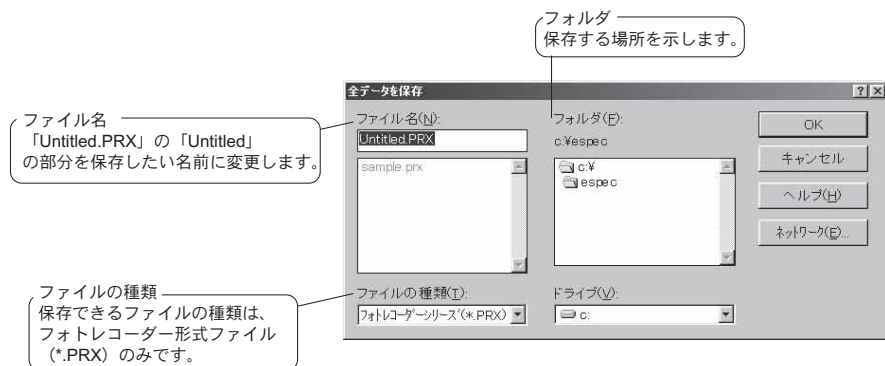 フォルダ
保存する場所を示します。
ファイル名
「Untitled.PRX」の「Untitled」
の部分を保存したい名前に変更します。
ファイルの種類
保存できるファイルの種類は、
フォトレコーダー形式ファイル
（*.PRX）のみです。
全データを保存
ファイル名(N):
Untitled.PRX
sample.prx
ファイルの種類(T):
フォトレコーダーシリーズ(*.PRX)
フォルダ(F):
c:¥espec
c:¥
espec
ドライブ(V):
c:
OK
キャンセル
ヘルプ(H)
ネットワーク(E)...